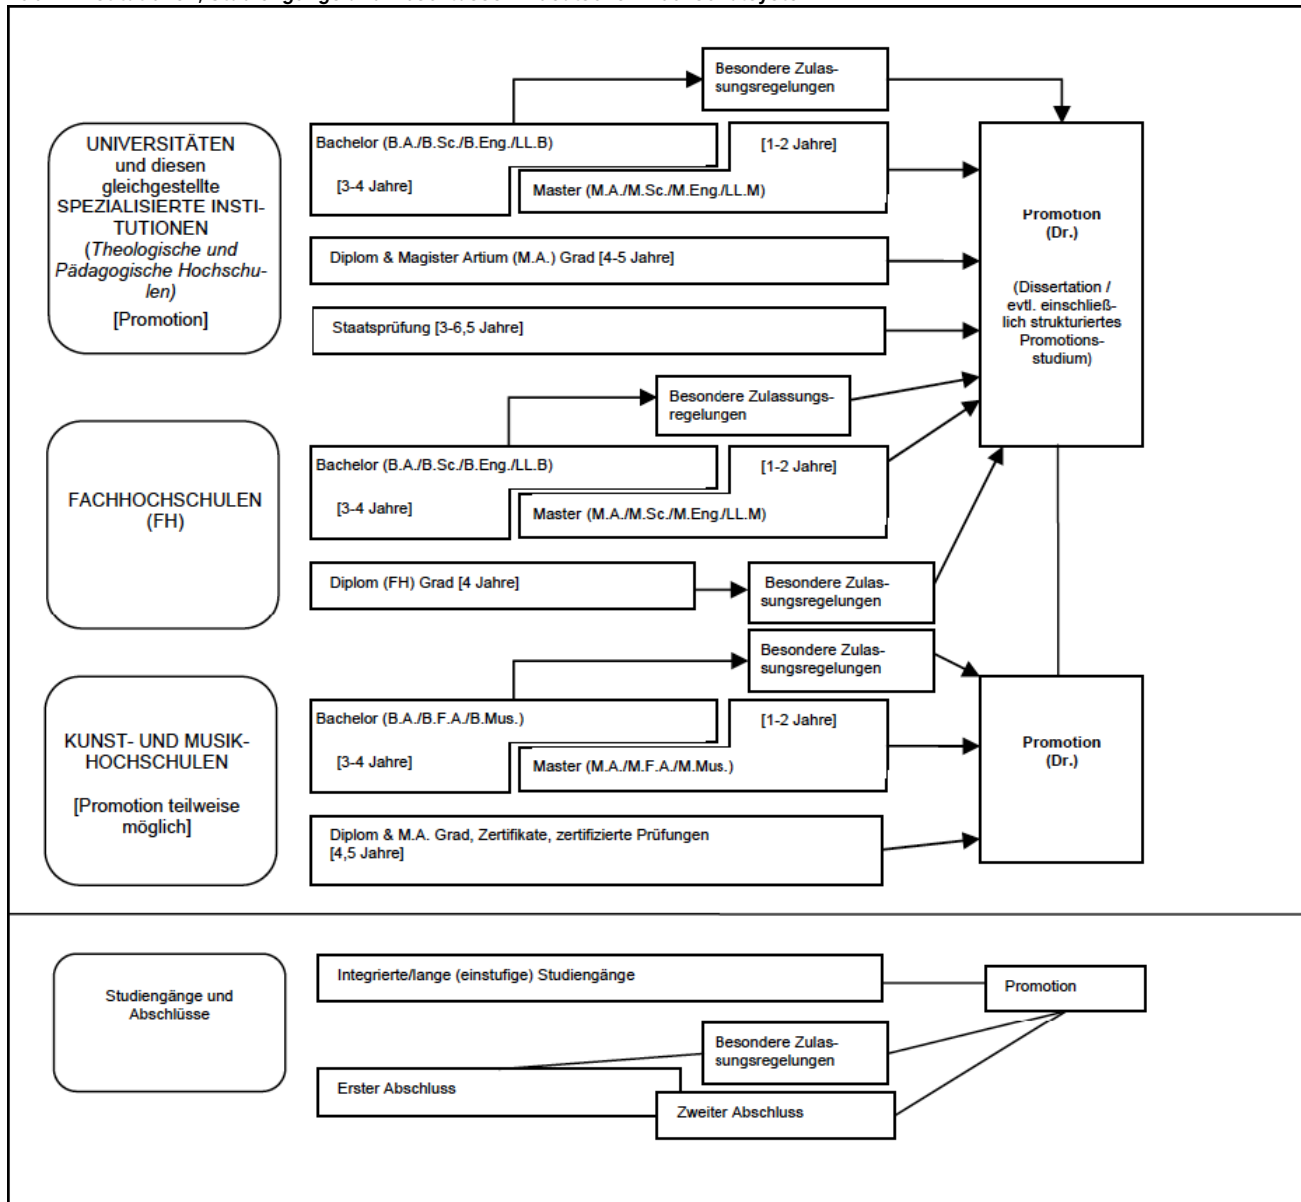 Besondere Zulas-
sungsregelungen
UNIVERSITÄTEN
und diesen
gleichgestellte
SPEZIALISIERTE INSTI-
TUTIONEN
(Theologische und
Pädagogische Hochschu-
len)
[Promotion]
Bachelor (B.A./B.Sc./B.Eng./LL.B)
[3-4 Jahre]
[1-2 Jahre]
Master (M.A./M.Sc./M.Eng./LL.M)
Diplom & Magister Artium (M.A.) Grad [4-5 Jahre]
Staatsprüfung [3-6,5 Jahre]
Promotion
(Dr.)
(Dissertation /
evtl. einschließ-
lich strukturiertes
Promotions-
studium)
Besondere Zulassungs-
regelungen
FACHHOCHSCHULEN
(FH)
Bachelor (B.A./B.Sc./B.Eng./LL.B)
[3-4 Jahre]
[1-2 Jahre]
Master (M.A./M.Sc./M.Eng./LL.M)
Diplom (FH) Grad [4 Jahre]
Besondere Zulas-
sungsregelungen
Besondere Zulas-
sungsregelungen
KUNST- UND MUSIK-
HOCHSCHULEN
[Promotion teilweise
möglich]
Bachelor (B.A./B.F.A./B.Mus.)
[3-4 Jahre]
[1-2 Jahre]
Master (M.A./M.F.A./M.Mus.)
Diplom & M.A. Grad, Zertifikate, zertifizierte Prüfungen
[4,5 Jahre]
Promotion
(Dr.)
Studiengänge und
Abschlüsse
Integrierte/lange (einstufige) Studiengänge
Promotion
Besondere Zulas-
sungsregelungen
Erster Abschluss
Zweiter Abschluss